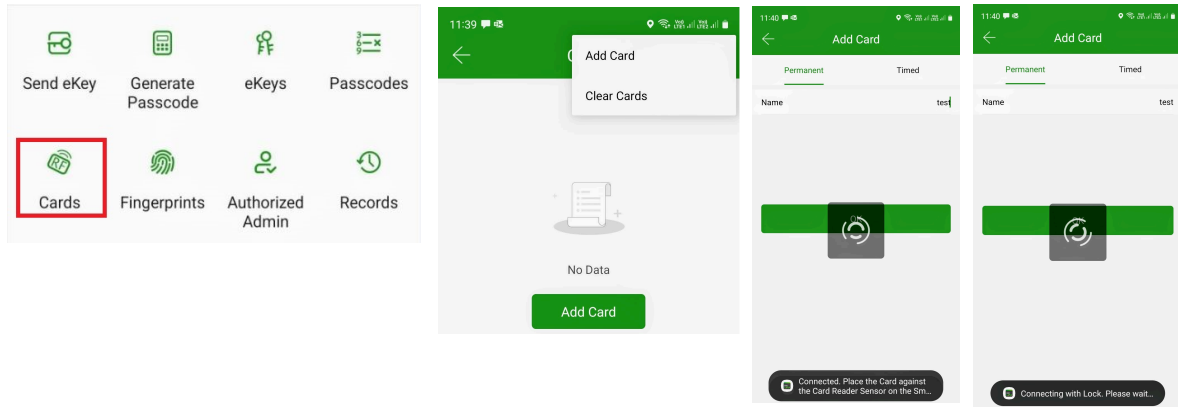 Send eKey
Generate
Passcode
eKeys
Passcodes
RF
Cards
Fingerprints
Authorized
Admin
Records
11:39
Add Card
Clear Cards
No Data
Add Card
11:40
Add Card
Permanent Timed
Name test
OK
Connected. Place the Card against
the Card Reader Sensor on the Sm...
11:40
Add Card
Permanent Timed
Name test
Connecting with Lock. Please wait...